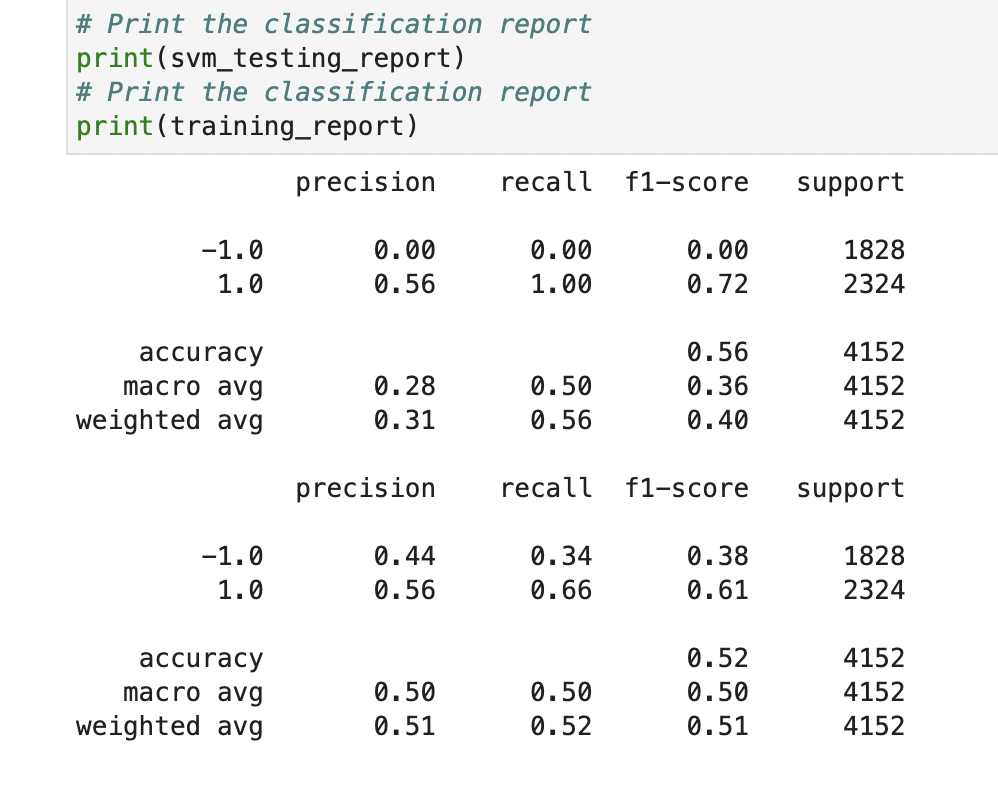 # Print the classification report
print(svm_testing_report)
# Print the classification report
print(training_report)
precision recall f1-score support
-1.0 0.00 0.00 0.00 1828
1.0 0.56 1.00 0.72 2324
accuracy 0.56 4152
macro avg 0.28 0.50 0.36 4152
weighted avg 0.31 0.56 0.40 4152
precision recall f1-score support
-1.0 0.44 0.34 0.38 1828
1.0 0.56 0.66 0.61 2324
accuracy 0.52 4152
macro avg 0.50 0.50 0.50 4152
weighted avg 0.51 0.52 0.51 4152